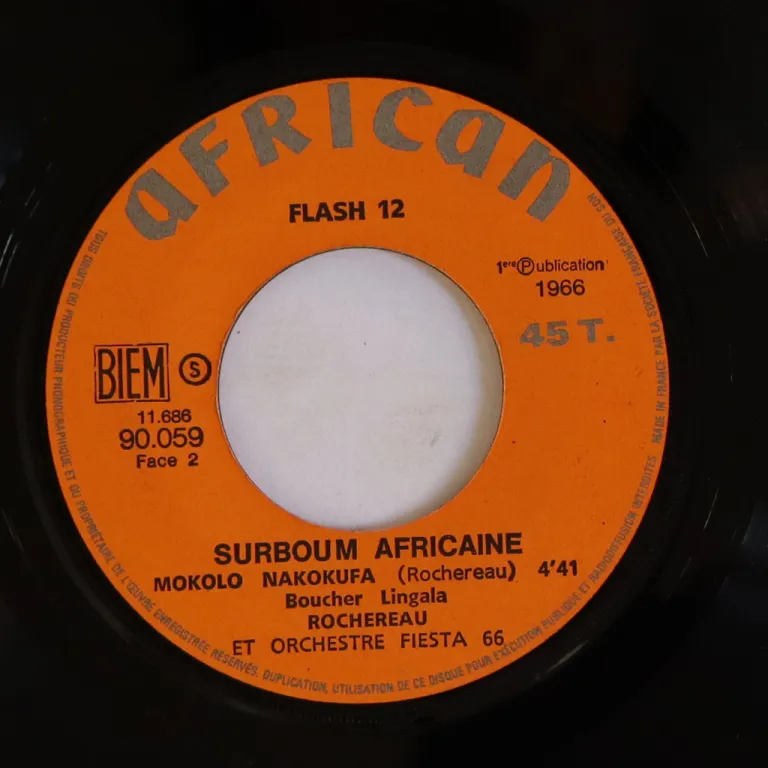 AFRICAN
FLASH 12
1ère Ⓟublication
1966
45 T.
BIEM Ⓢ
11.686
90.059
Face 2
SURBOUM AFRICAINE
MOKOLO NAKOKUFA (Rochereau) 4'41
Boucher Lingala
ROCHEREAU
ET ORCHESTRE FIESTA 66
TOUS DROITS DU PRODUCTEUR PHONOGRAPHIQUE ET DU PROPRIÉTAIRE DE L'ŒUVRE ENREGISTRÉE RÉSERVÉS. DUPLICATION, UTILISATION DE CE DISQUE POUR EXÉCUTION PUBLIQUE ET RADIODIFFUSION INTERDITES
MADE IN FRANCE PAR LA SOCIÉTÉ FRANÇAISE DU SON